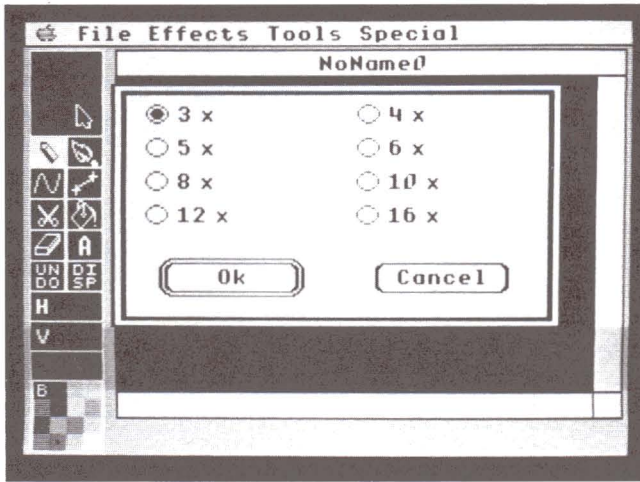 File Effects Tools Special
NoName0
3 x 4 x
5 x 6 x
8 x 10 x
12 x 16 x
Ok Cancel
A
UN DO DI SP
H
V
B